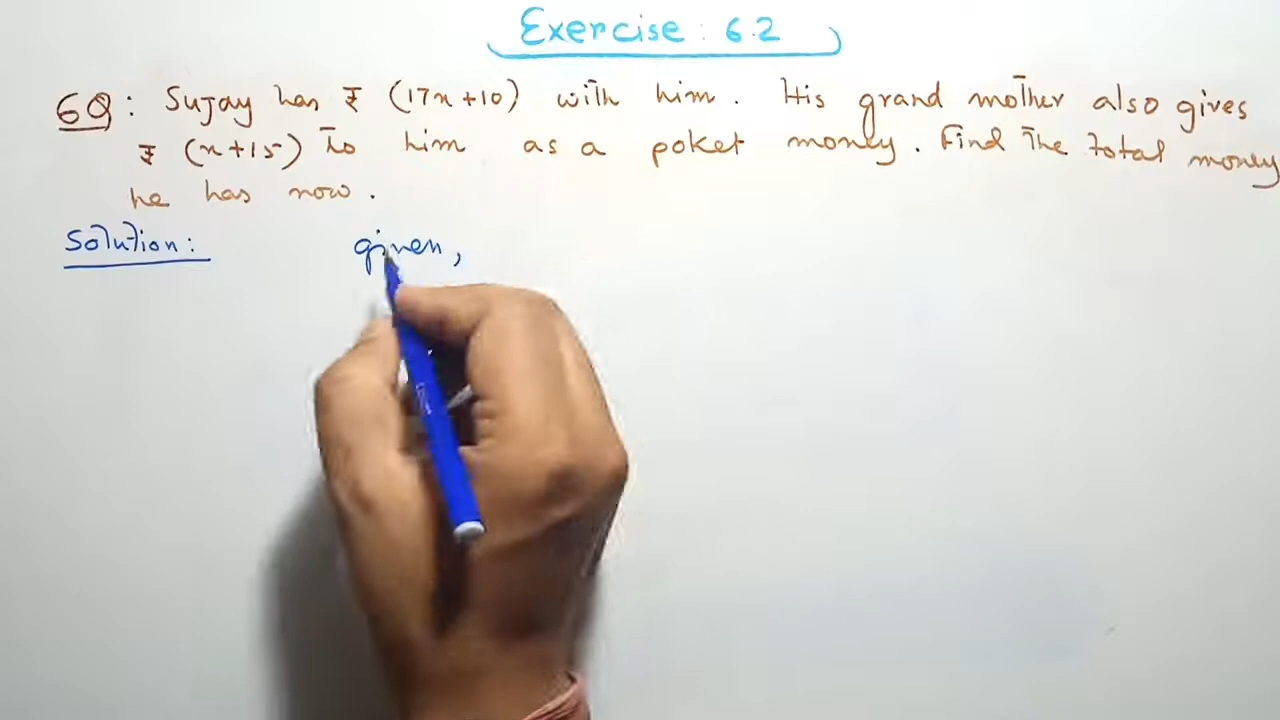 Exercise : 6.2
6Q : Sujay has ₹ (17x+10) with him. His grand mother also gives
₹ (x+15) to him as a poket money. Find the total money
he has now.
Solution: given,